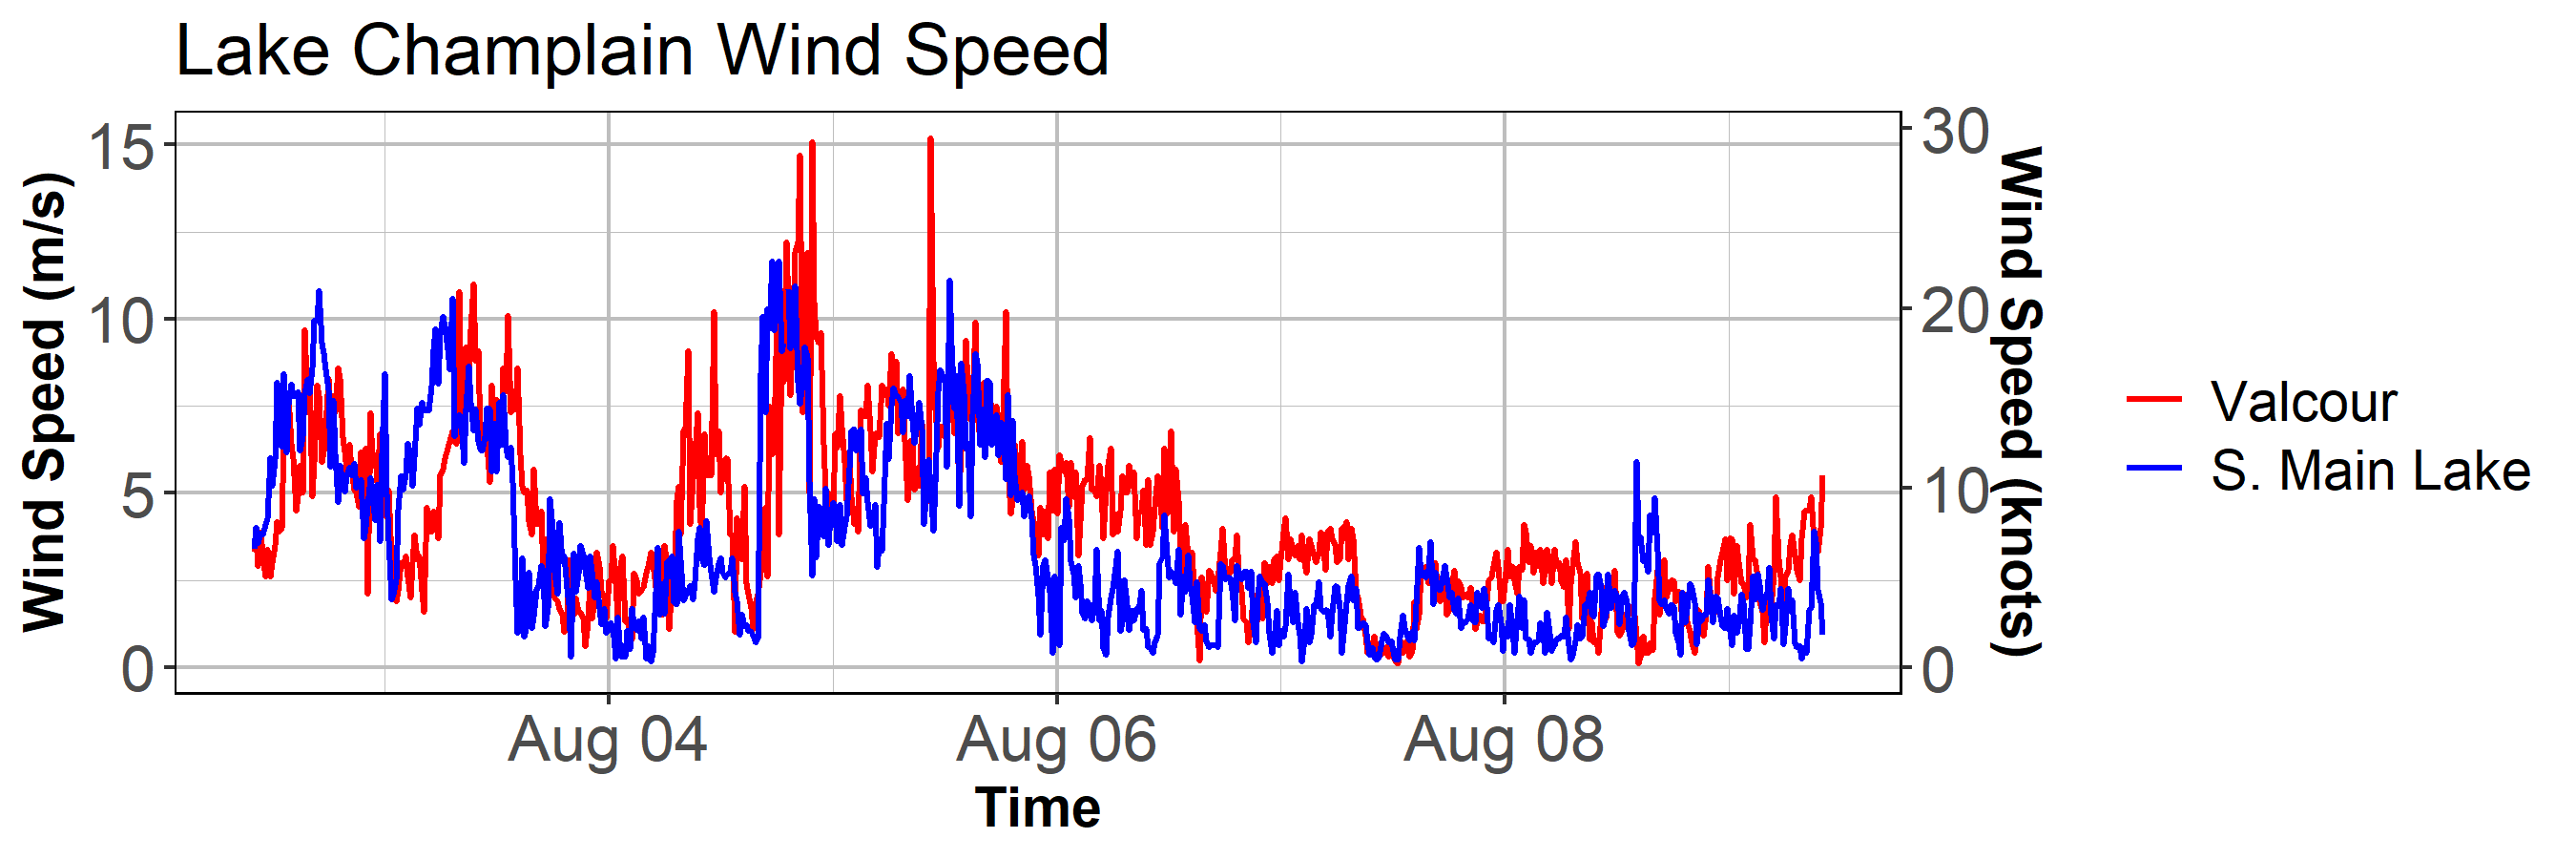 Lake Champlain Wind Speed
Wind Speed (m/s)
15
10
5
0
30
20
10
0
Wind Speed (knots)
Aug 04
Aug 06
Aug 08
Time
Valcour
S. Main Lake